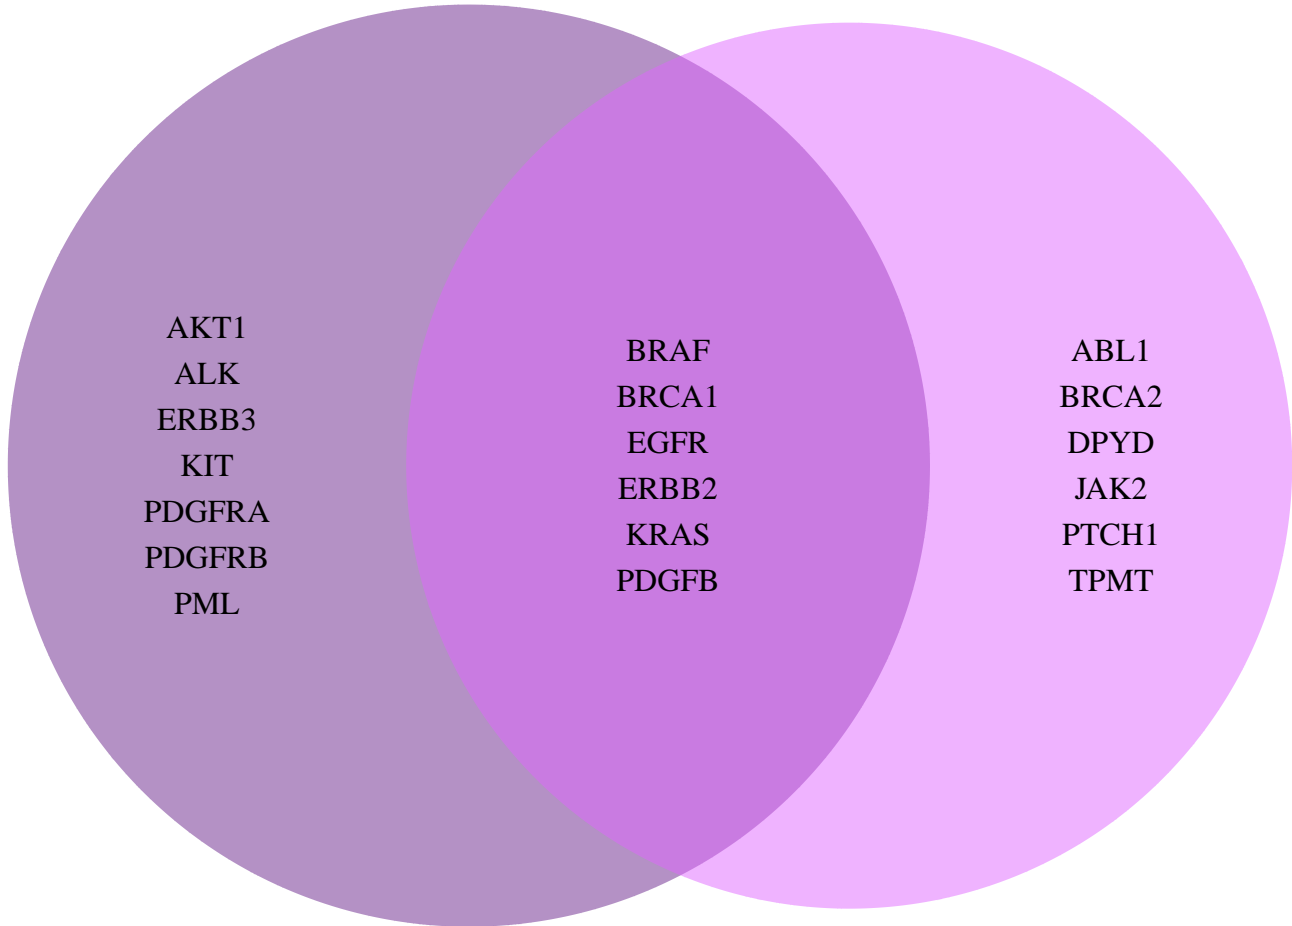 AKT1
ALK
ERBB3
KIT
PDGFRA
PDGFRB
PML
BRAF
BRCA1
EGFR
ERBB2
KRAS
PDGFB
ABL1
BRCA2
DPYD
JAK2
PTCH1
TPMT